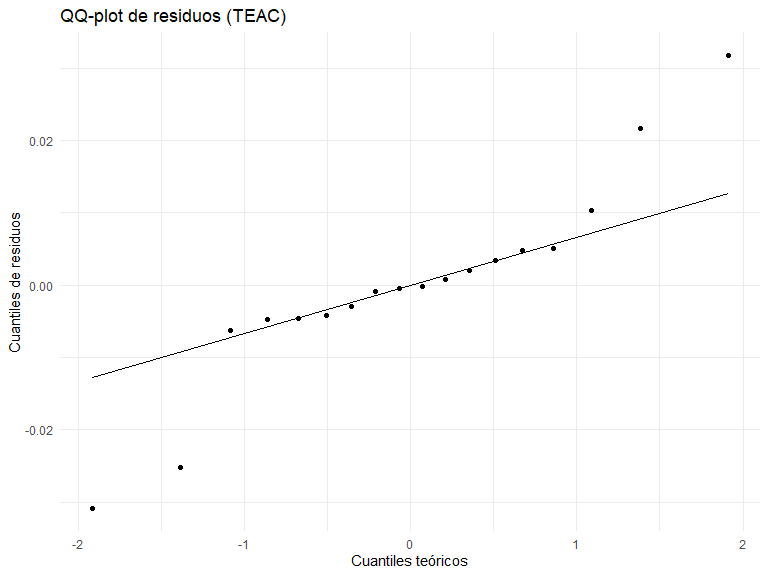 QQ-plot de residuos (TEAC)
Cuantiles de residuos
0.02
0.00
-0.02
-2
-1
0
1
2
Cuantiles teóricos